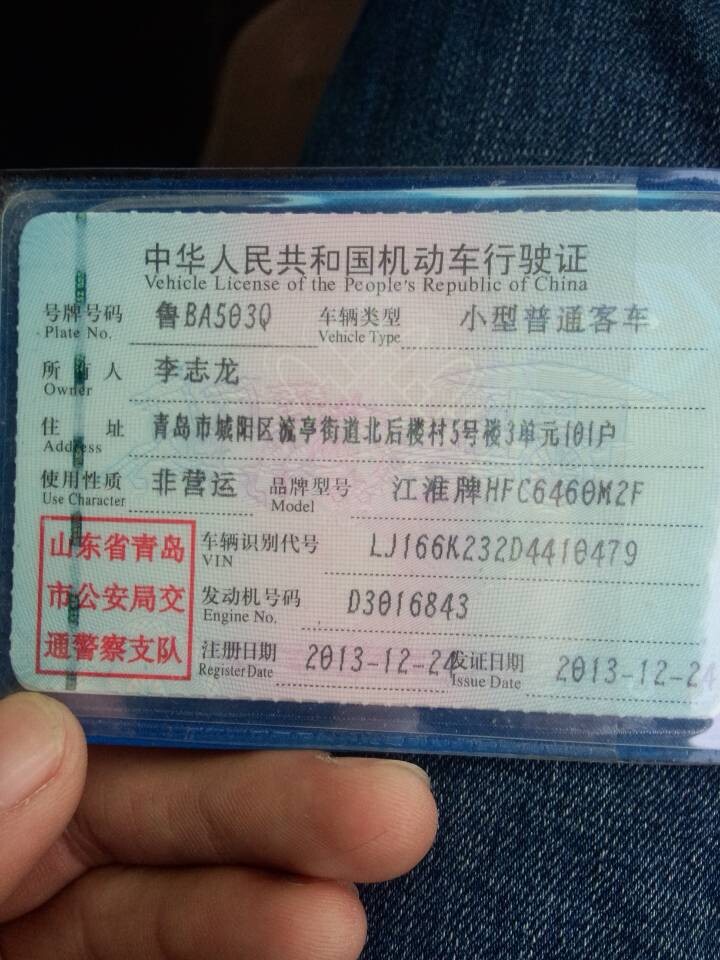 中华人民共和国机动车行驶证
Vehicle License of the People's Republic of China
号牌号码 鲁BA503Q 车辆类型 小型普通客车
Plate No. Vehicle Type
所有人 李志龙
Owner
住址 青岛市城阳区流亭街道北后楼村5号楼3单元101户
Address
使用性质 非营运 品牌型号 江淮牌HFC6460M2F
Use Character Model
山东省青岛 车辆识别代号 LJ166K232D4410479
VIN
市公安局交 发动机号码 D3016843
Engine No.
通警察支队 注册日期 2013-12-24 发证日期 2013-12-24
Register Date Issue Date